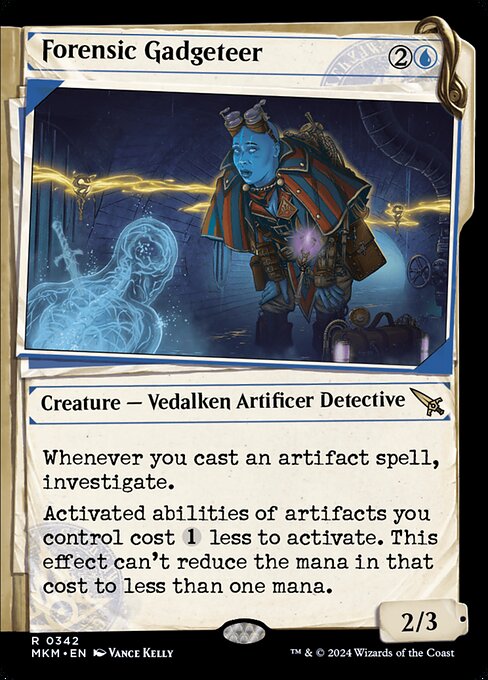 Forensic Gadgeteer 2
Creature — Vedalken Artificer Detective
Whenever you cast an artifact spell,
investigate.
Activated abilities of artifacts you
control cost 1 less to activate. This
effect can't reduce the mana in that
cost to less than one mana.
2/3
R 0342
MKM • EN VANCE KELLY
™ & © 2024 Wizards of the Coast